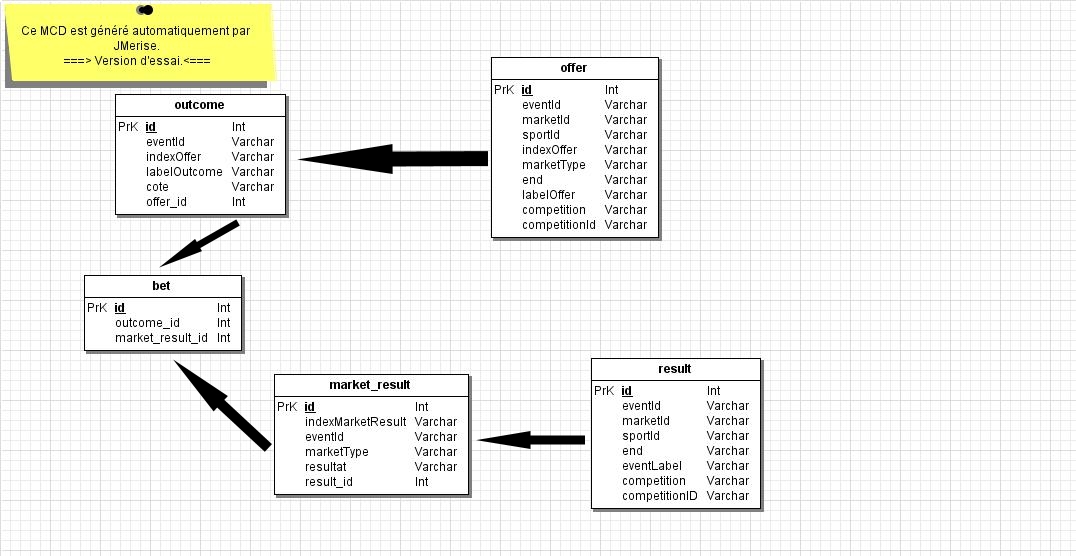 Ce MCD est généré automatiquement par
JMerise.
===> Version d'essai.<===
outcome
PrK id Int
eventId Varchar
indexOffer Varchar
labelOutcome Varchar
cote Varchar
offer_id Int
offer
PrK id Int
eventId Varchar
marketId Varchar
sportId Varchar
indexOffer Varchar
marketType Varchar
end Varchar
labelOffer Varchar
competition Varchar
competitionId Varchar
bet
PrK id Int
outcome_id Int
market_result_id Int
market_result
PrK id Int
indexMarketResult Varchar
eventId Varchar
marketType Varchar
resultat Varchar
result_id Int
result
PrK id Int
eventId Varchar
marketId Varchar
sportId Varchar
end Varchar
eventLabel Varchar
competition Varchar
competitionID Varchar